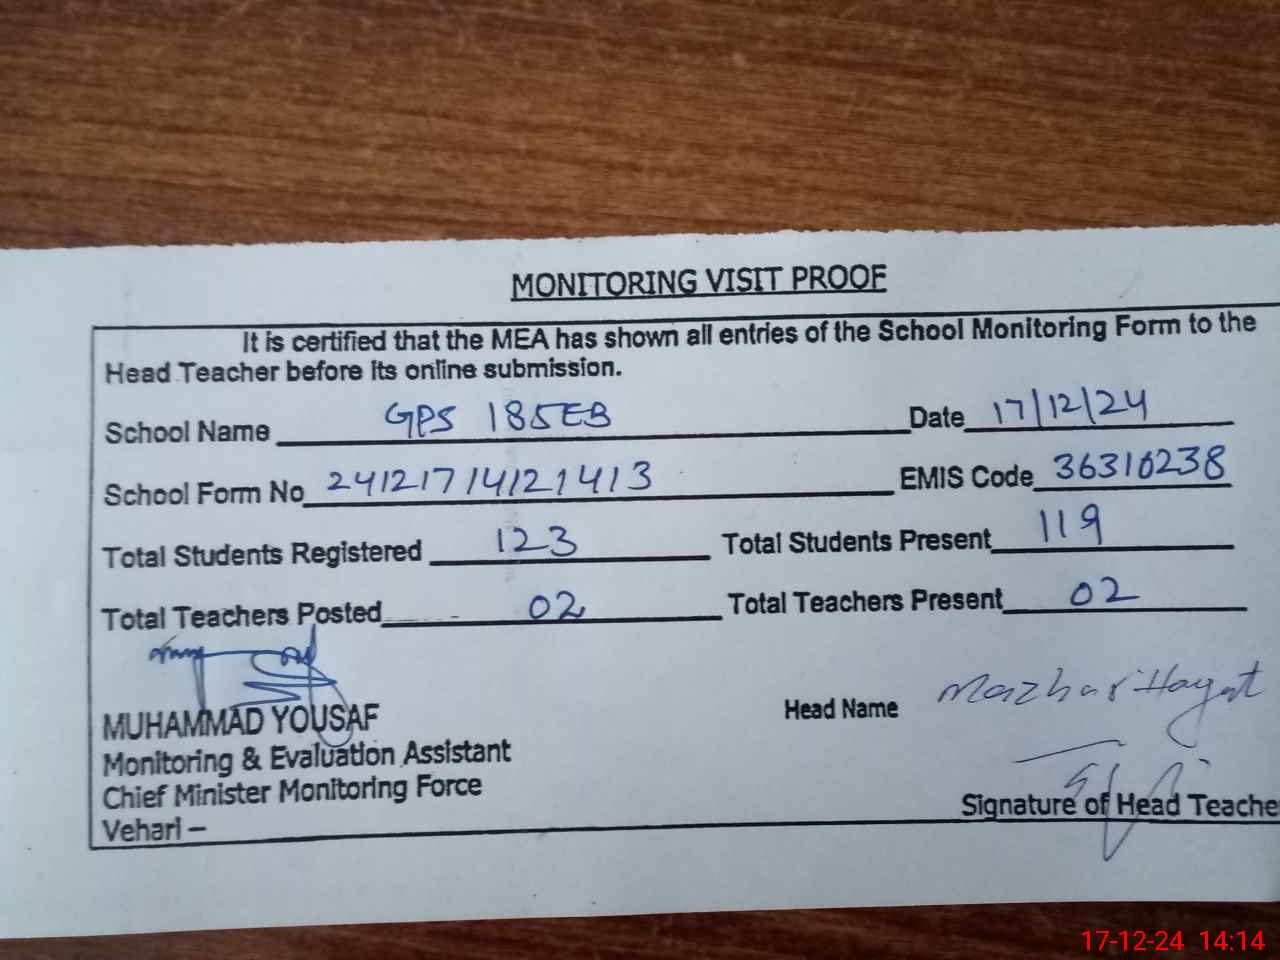 MONITORING VISIT PROOF
It is certified that the MEA has shown all entries of the School Monitoring Form to the
Head Teacher before its online submission.
School Name GPS 185EB Date 17/12/24
School Form No 24121714121413 EMIS Code 36310238
Total Students Registered 123 Total Students Present 119
Total Teachers Posted 02 Total Teachers Present 02
MUHAMMAD YOUSAF
Head Name Mazhar Hayat
Monitoring & Evaluation Assistant
Chief Minister Monitoring Force
Signature of Head Teache
Vehari –
17-12-24 14:14